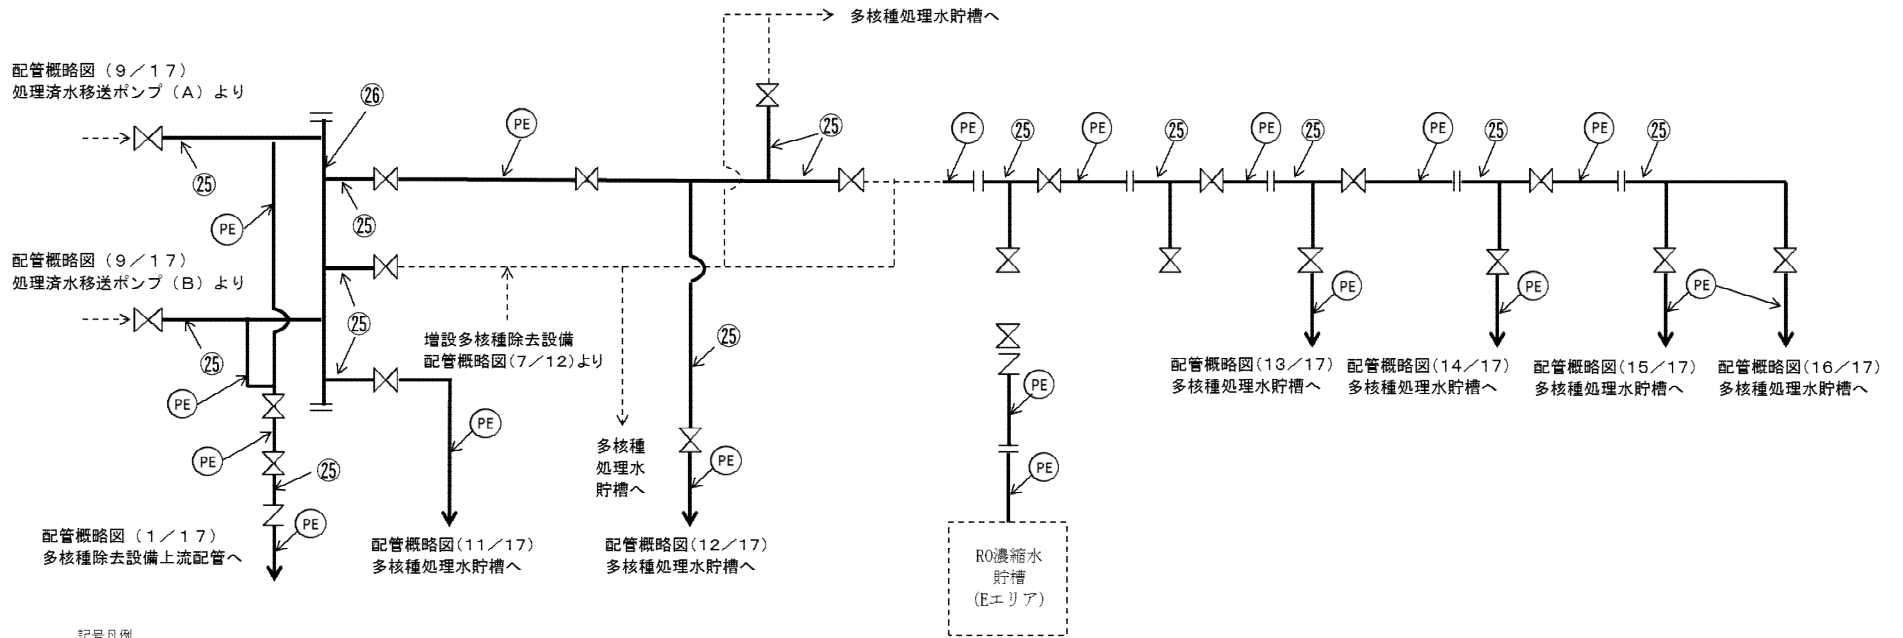 多核種処理水貯槽へ
配管概略図（９／１７）
処理済水移送ポンプ（Ａ）より
㉖
PE
㉕
PE
㉕
PE
㉕
PE
㉕
PE
㉕
PE
㉕
㉕
㉕
PE
配管概略図（９／１７）
処理済水移送ポンプ（Ｂ）より
㉕
㉕
PE
増設多核種除去設備
配管概略図(７／１２)より
㉕
PE
PE
PE
配管概略図(１３／１７)
多核種処理水貯槽へ
配管概略図(１４／１７)
多核種処理水貯槽へ
配管概略図(１５／１７)
多核種処理水貯槽へ
配管概略図(１６／１７)
多核種処理水貯槽へ
PE
PE
PE
㉕
PE
多核種
処理水
貯槽へ
PE
PE
PE
配管概略図（１／１７）
多核種除去設備上流配管へ
配管概略図(１１／１７)
多核種処理水貯槽へ
配管概略図(１２／１７)
多核種処理水貯槽へ
RO濃縮水
貯槽
(Eエリア)
記号凡例